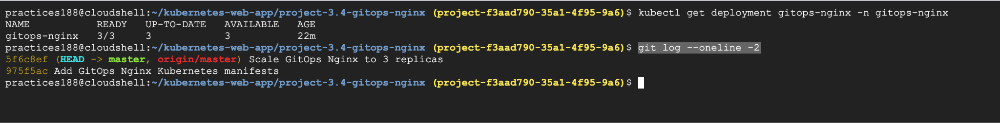 practices188@cloudshell:~/kubernetes-web-app/project-3.4-gitops-nginx (project-f3aad790-35a1-4f95-9a6)$ kubectl get deployment gitops-nginx -n gitops-nginx
NAME           READY   UP-TO-DATE   AVAILABLE   AGE
gitops-nginx   3/3     3            3           22m
practices188@cloudshell:~/kubernetes-web-app/project-3.4-gitops-nginx (project-f3aad790-35a1-4f95-9a6)$ git log --oneline -2
5f6c8ef (HEAD -> master, origin/master) Scale GitOps Nginx to 3 replicas
975f5ac Add GitOps Nginx Kubernetes manifests
practices188@cloudshell:~/kubernetes-web-app/project-3.4-gitops-nginx (project-f3aad790-35a1-4f95-9a6)$